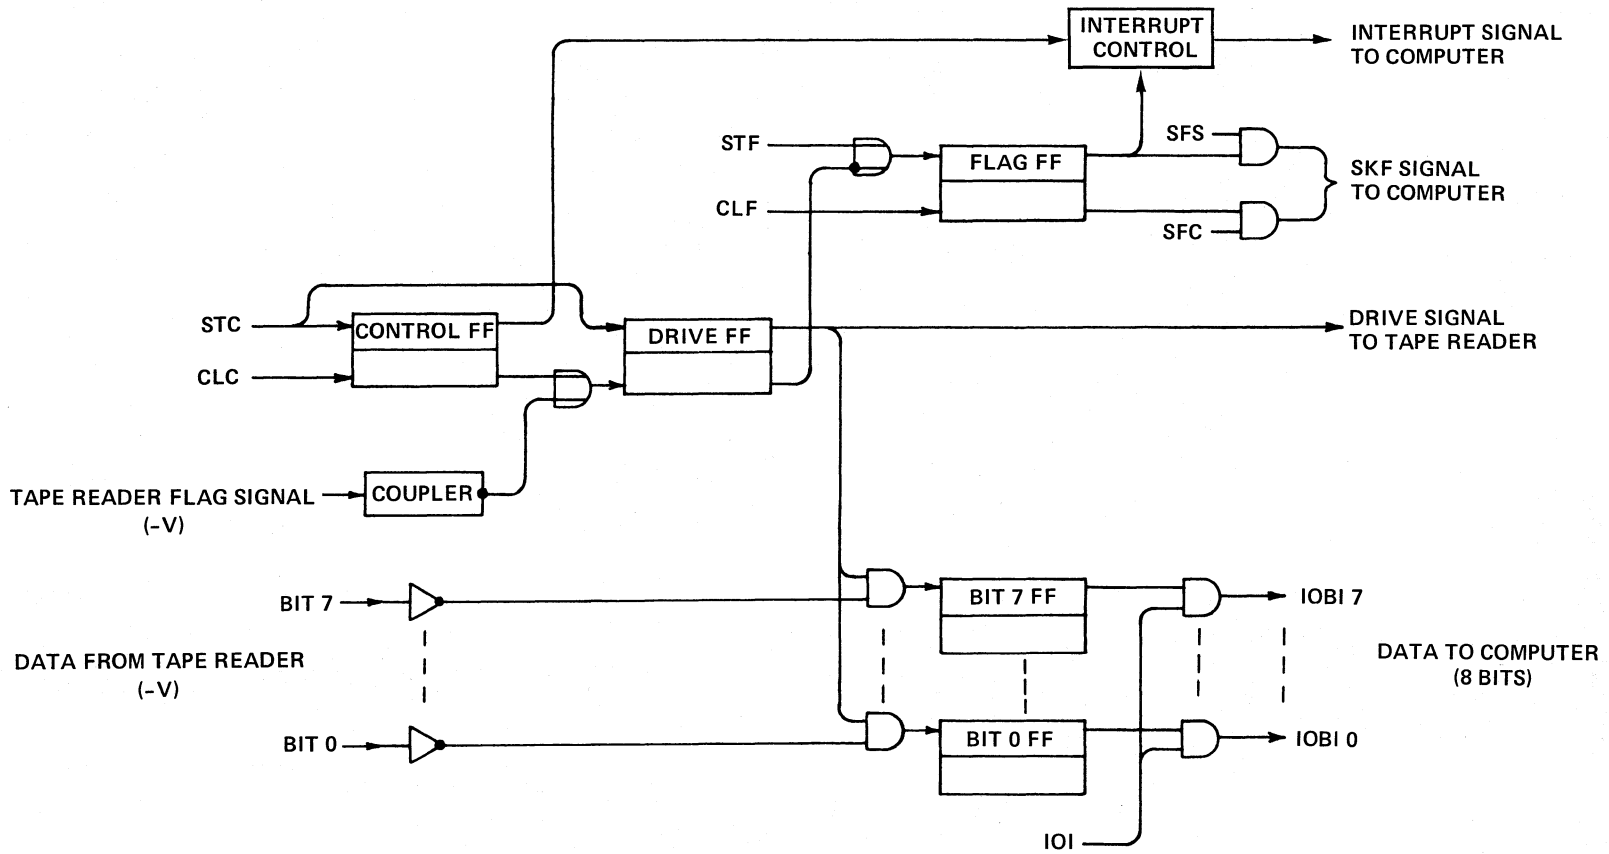 INTERRUPT
CONTROL
INTERRUPT SIGNAL
TO COMPUTER
STF
FLAG FF
SFS
SKF SIGNAL
TO COMPUTER
CLF
SFC
STC
CONTROL FF
DRIVE FF
DRIVE SIGNAL
TO TAPE READER
CLC
TAPE READER FLAG SIGNAL
(-V)
COUPLER
BIT 7
BIT 7 FF
IOBI 7
DATA FROM TAPE READER
(-V)
DATA TO COMPUTER
(8 BITS)
BIT 0
BIT 0 FF
IOBI 0
IOI